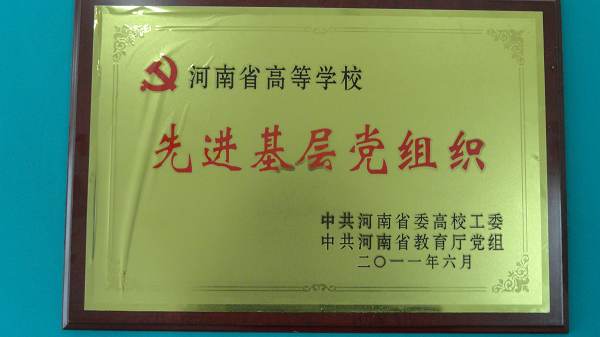 河南省高等学校
先进基层党组织
中共河南省委高校工委
中共河南省教育厅党组
二〇一一年六月